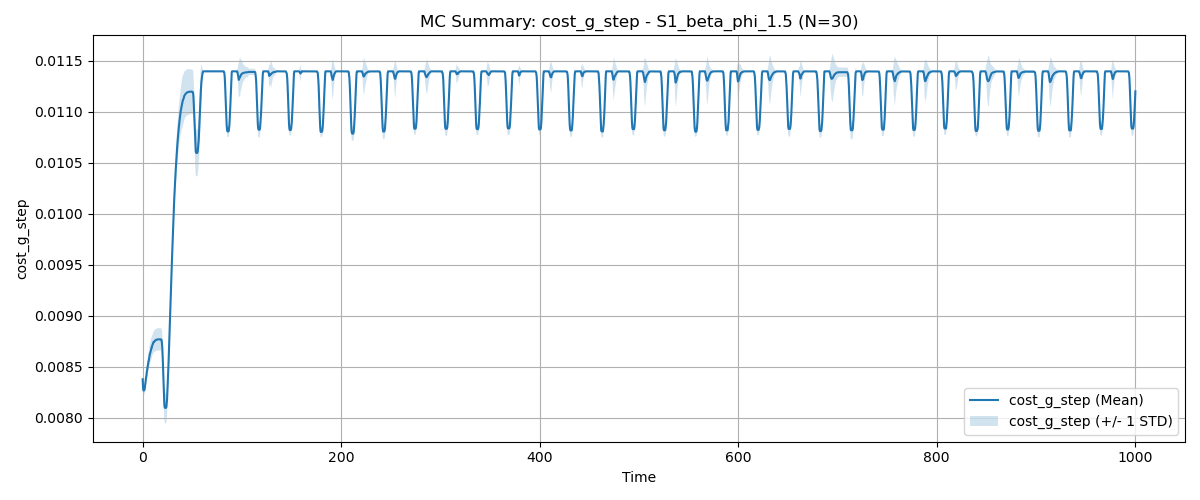 MC Summary: cost_g_step - S1_beta_phi_1.5 (N=30)
cost_g_step
0.0115
0.0110
0.0105
0.0100
0.0095
0.0090
0.0085
0.0080
0
200
400
600
800
1000
Time
cost_g_step (Mean)
cost_g_step (+/- 1 STD)